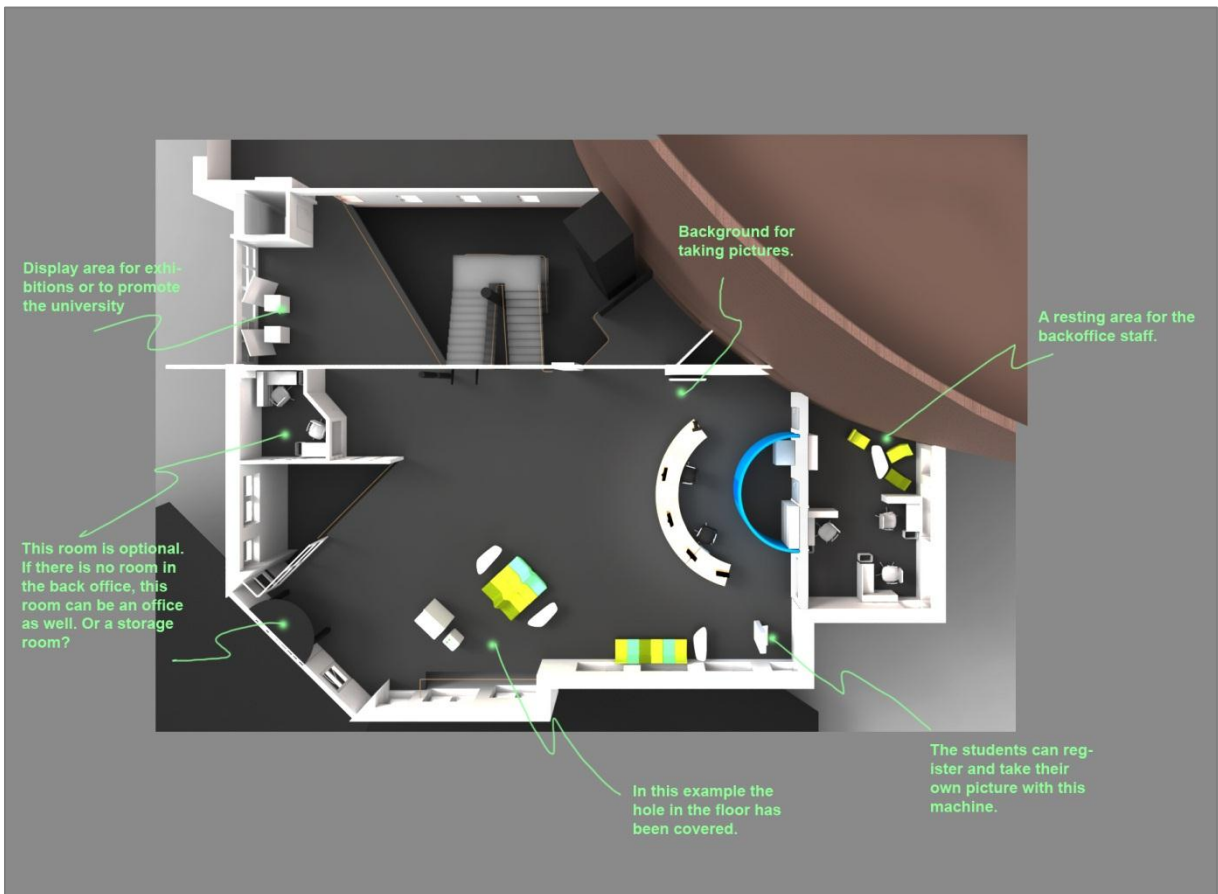 Background for
taking pictures.
Display area for exhi-
bitions or to promote
the university
A resting area for the
backoffice staff.
This room is optional.
If there is no room in
the back office, this
room can be an office
as well. Or a storage
room?
The students can reg-
ister and take their
own picture with this
machine.
In this example the
hole in the floor has
been covered.